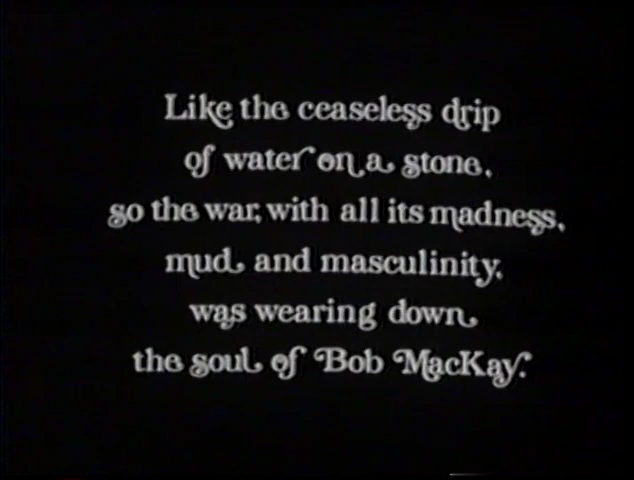 Like the ceaseless drip
of water on a stone,
so the war, with all its madness,
mud, and masculinity,
was wearing down
the soul of Bob MacKay.